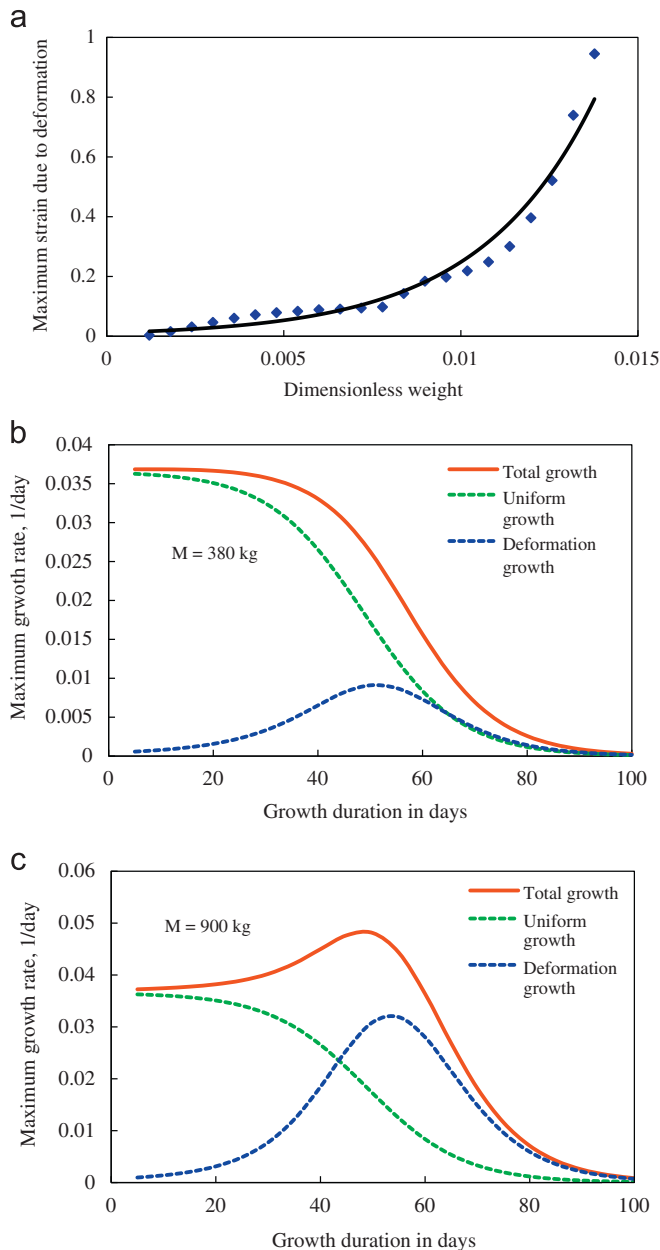 a
Maximum strain due to deformation
1
0.8
0.6
0.4
0.2
0
0
0.005
0.01
0.015
Dimensionless weight
b
Maximum grwoth rate, 1/day
0.04
0.035
0.03
0.025
0.02
0.015
0.01
0.005
0
M = 380 kg
Total growth
Uniform
growth
Deformation
growth
0
20
40
60
80
100
Growth duration in days
c
Maximum growth rate, 1/day
0.06
0.05
0.04
0.03
0.02
0.01
0
M = 900 kg
Total growth
Uniform
growth
Deformation
growth
0
20
40
60
80
100
Growth duration in days